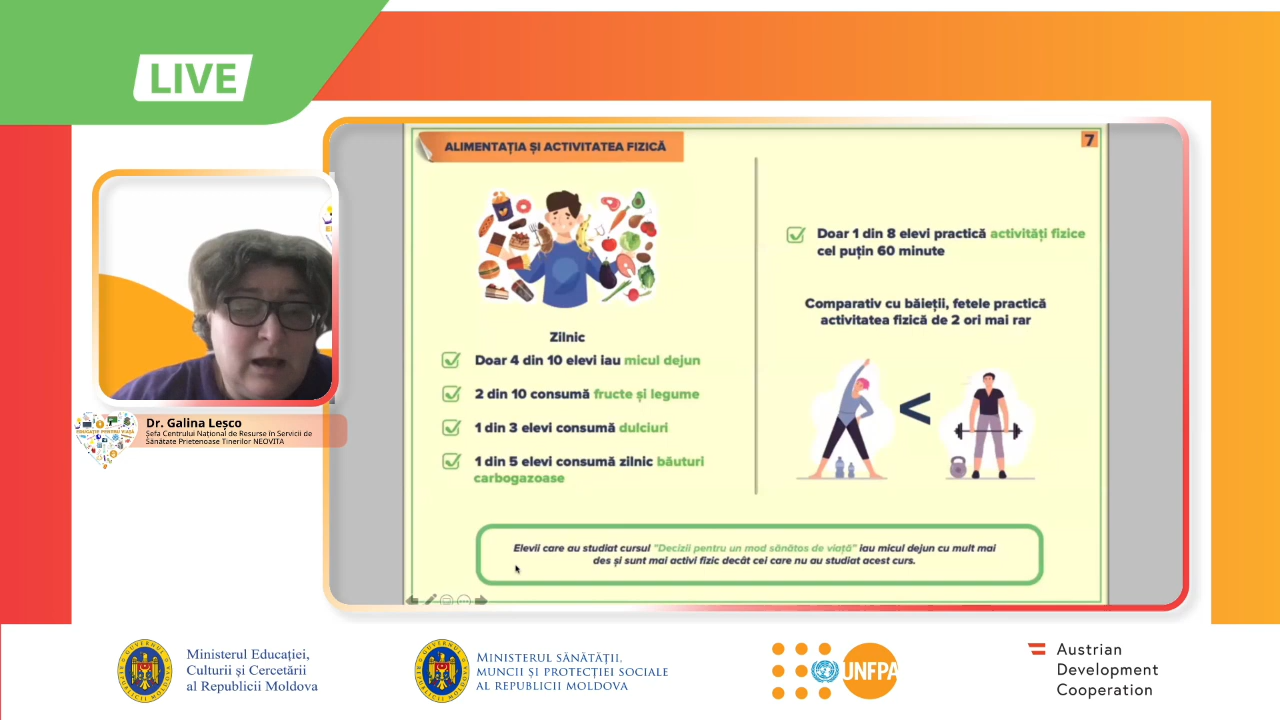 LIVE
ALIMENTAȚIA ȘI ACTIVITATEA FIZICĂ
7
Zilnic
Doar 4 din 10 elevi iau micul dejun
2 din 10 consumă fructe și legume
1 din 3 elevi consumă dulciuri
1 din 5 elevi consumă zilnic băuturi
carbogazoase
Doar 1 din 8 elevi practică activități fizice
cel puțin 60 minute
Comparativ cu băieții, fetele practică
activitatea fizică de 2 ori mai rar
<
Elevii care au studiat cursul "Decizii pentru un mod sănătos de viață" iau micul dejun cu mult mai
des și sunt mai activi fizic decât cei care nu au studiat acest curs.
EDUCAȚIE PENTRU VIAȚĂ
Dr. Galina Leșco
Șefa Centrului Național de Resurse în Servicii de
Sănătate Prietenoase Tinerilor NEOVITA
Ministerul Educației,
Culturii și Cercetării
al Republicii Moldova
MINISTERUL SĂNĂTĂȚII,
MUNCII ȘI PROTECȚIEI SOCIALE
AL REPUBLICII MOLDOVA
UNFPA
Austrian
Development
Cooperation